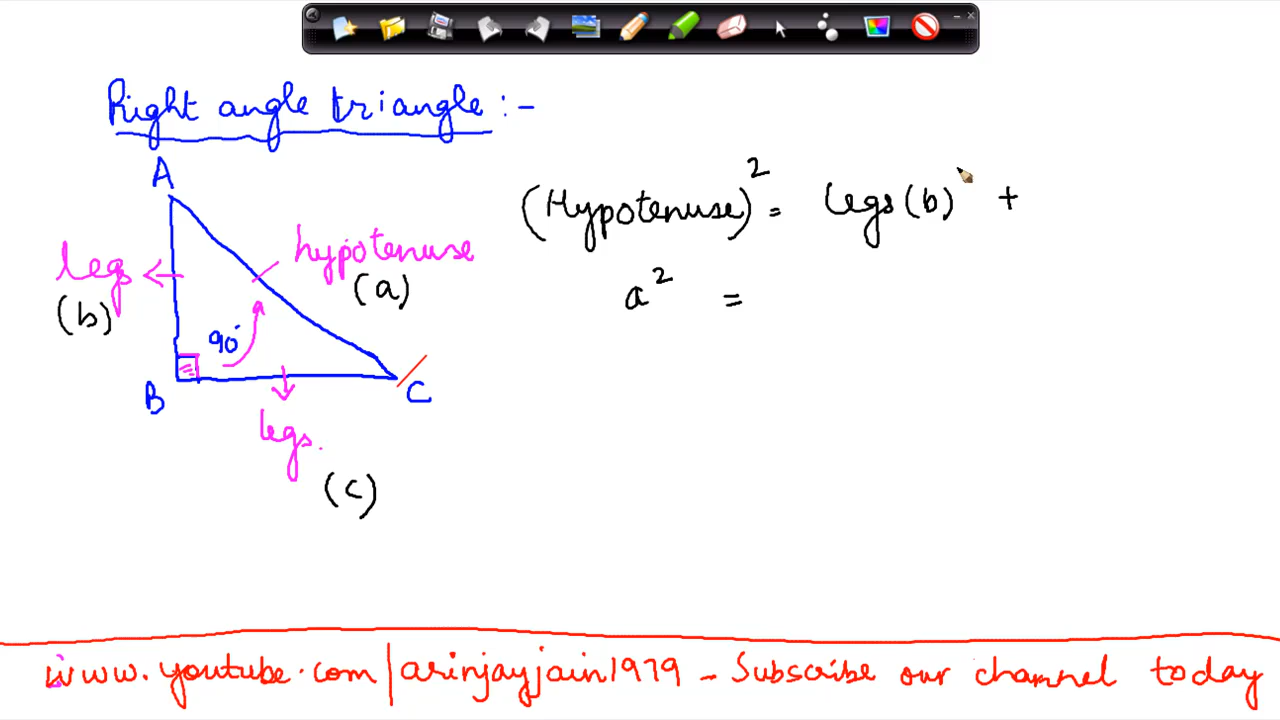 Right angle triangle :-
A
(Hypotenuse)² = legs(b) +
legs
hypotenuse
(b)
(a)
a² =
90°
B
C
legs.
(c)
www.youtube.com/arinjayjain1979 - Subscribe our channel today